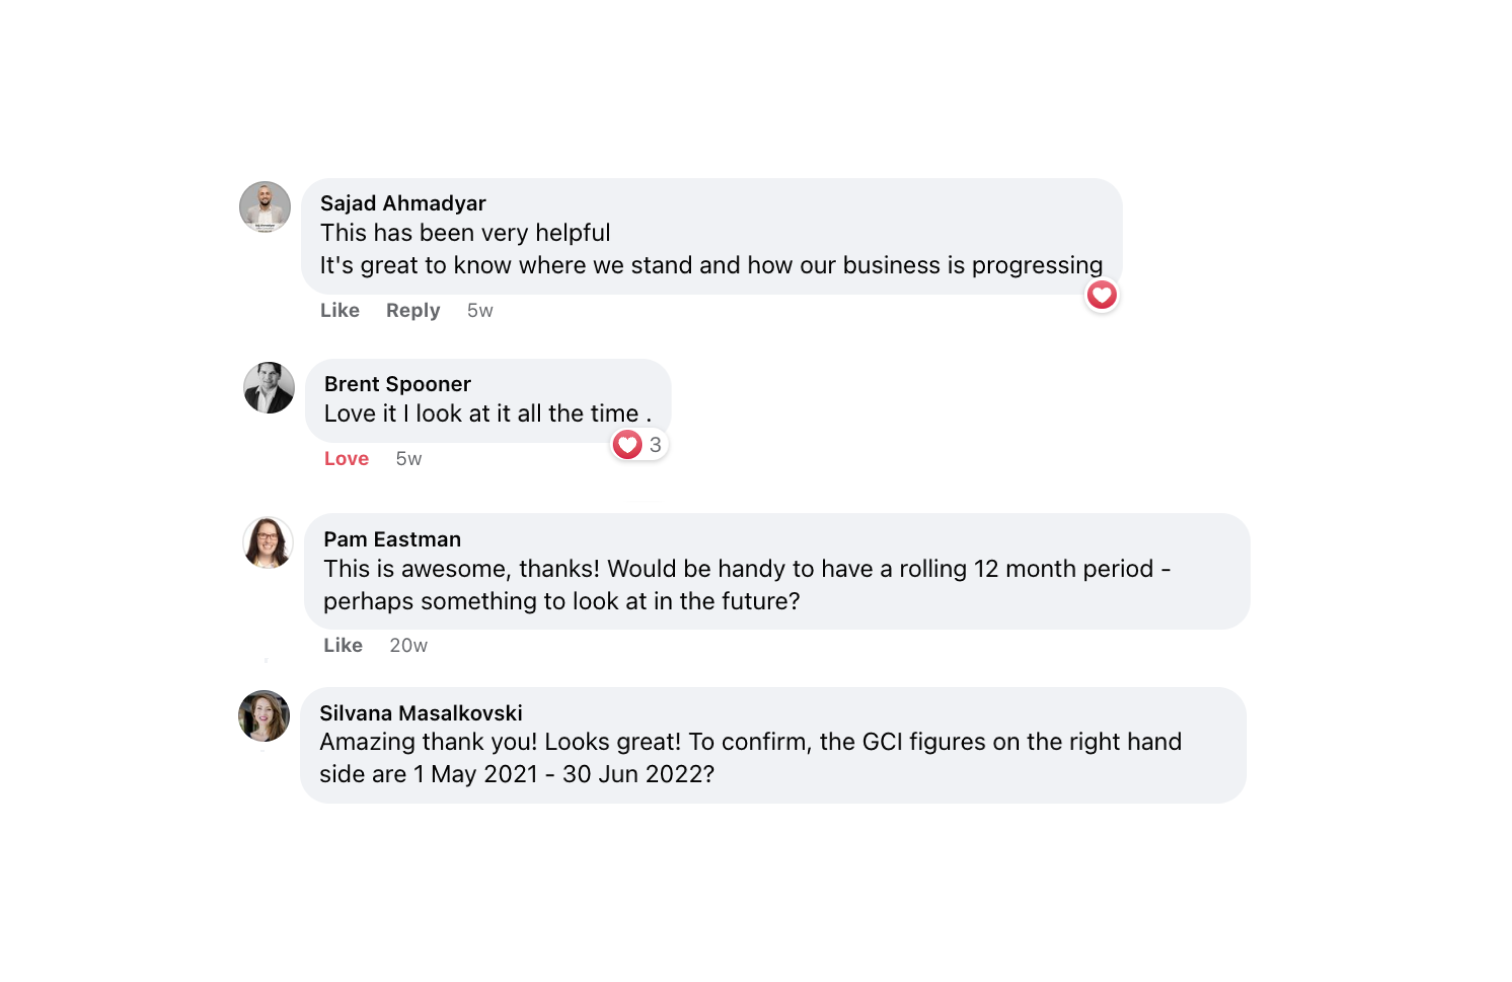 Sajad Ahmadyar
This has been very helpful
It's great to know where we stand and how our business is progressing
Like Reply 5w
Brent Spooner
Love it I look at it all the time .
3
Love 5w
Pam Eastman
This is awesome, thanks! Would be handy to have a rolling 12 month period -
perhaps something to look at in the future?
Like 20w
Silvana Masalkovski
Amazing thank you! Looks great! To confirm, the GCI figures on the right hand
side are 1 May 2021 - 30 Jun 2022?